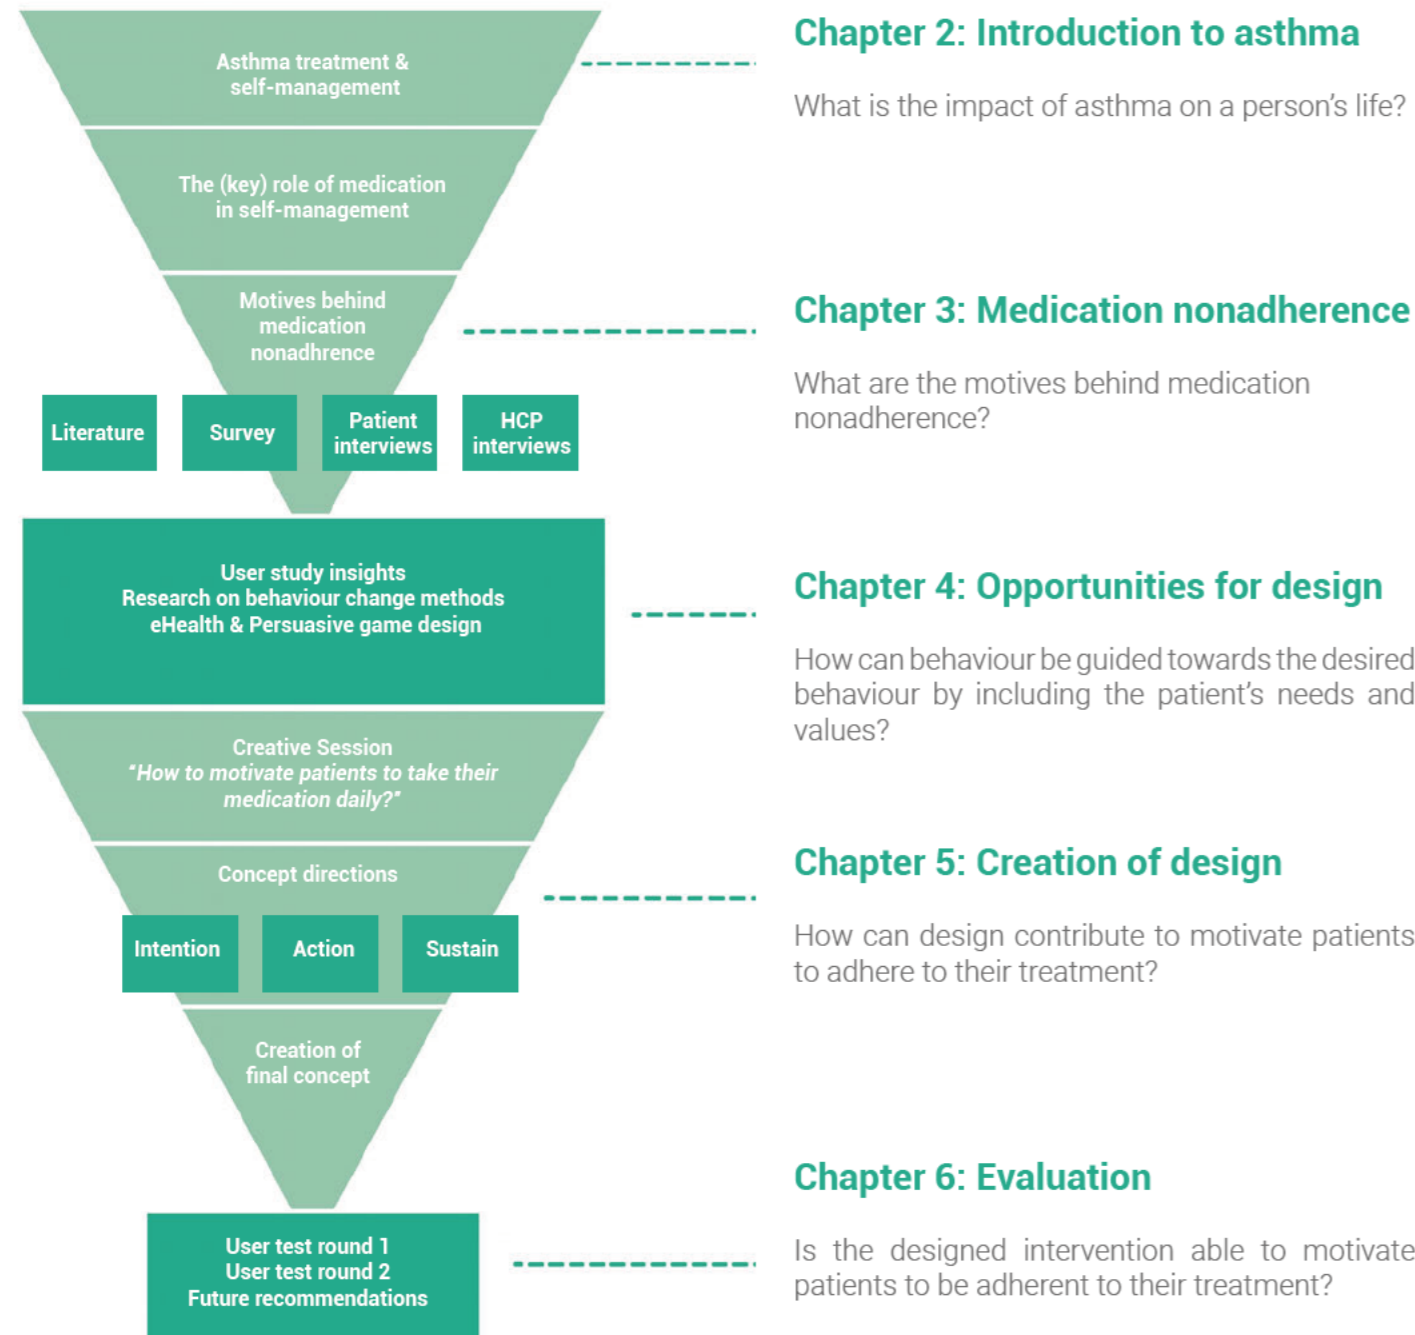 Asthma treatment &
self-management
Chapter 2: Introduction to asthma
What is the impact of asthma on a person's life?
The (key) role of medication
in self-management
Motives behind
medication
nonadhrence
Chapter 3: Medication nonadherence
What are the motives behind medication
nonadherence?
Literature
Survey
Patient
interviews
HCP
interviews
User study insights
Research on behaviour change methods
eHealth & Persuasive game design
Chapter 4: Opportunities for design
How can behaviour be guided towards the desired
behaviour by including the patient's needs and
values?
Creative Session
"How to motivate patients to take their
medication daily?"
Concept directions
Intention
Action
Sustain
Chapter 5: Creation of design
How can design contribute to motivate patients
to adhere to their treatment?
Creation of
final concept
User test round 1
User test round 2
Future recommendations
Chapter 6: Evaluation
Is the designed intervention able to motivate
patients to be adherent to their treatment?